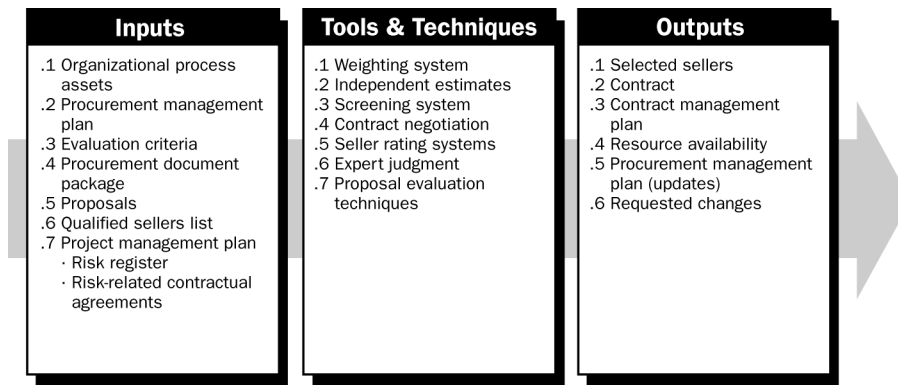 Inputs
.1 Organizational process
assets
.2 Procurement management
plan
.3 Evaluation criteria
.4 Procurement document
package
.5 Proposals
.6 Qualified sellers list
.7 Project management plan
· Risk register
· Risk-related contractual
agreements
Tools & Techniques
.1 Weighting system
.2 Independent estimates
.3 Screening system
.4 Contract negotiation
.5 Seller rating systems
.6 Expert judgment
.7 Proposal evaluation
techniques
Outputs
.1 Selected sellers
.2 Contract
.3 Contract management
plan
.4 Resource availability
.5 Procurement management
plan (updates)
.6 Requested changes